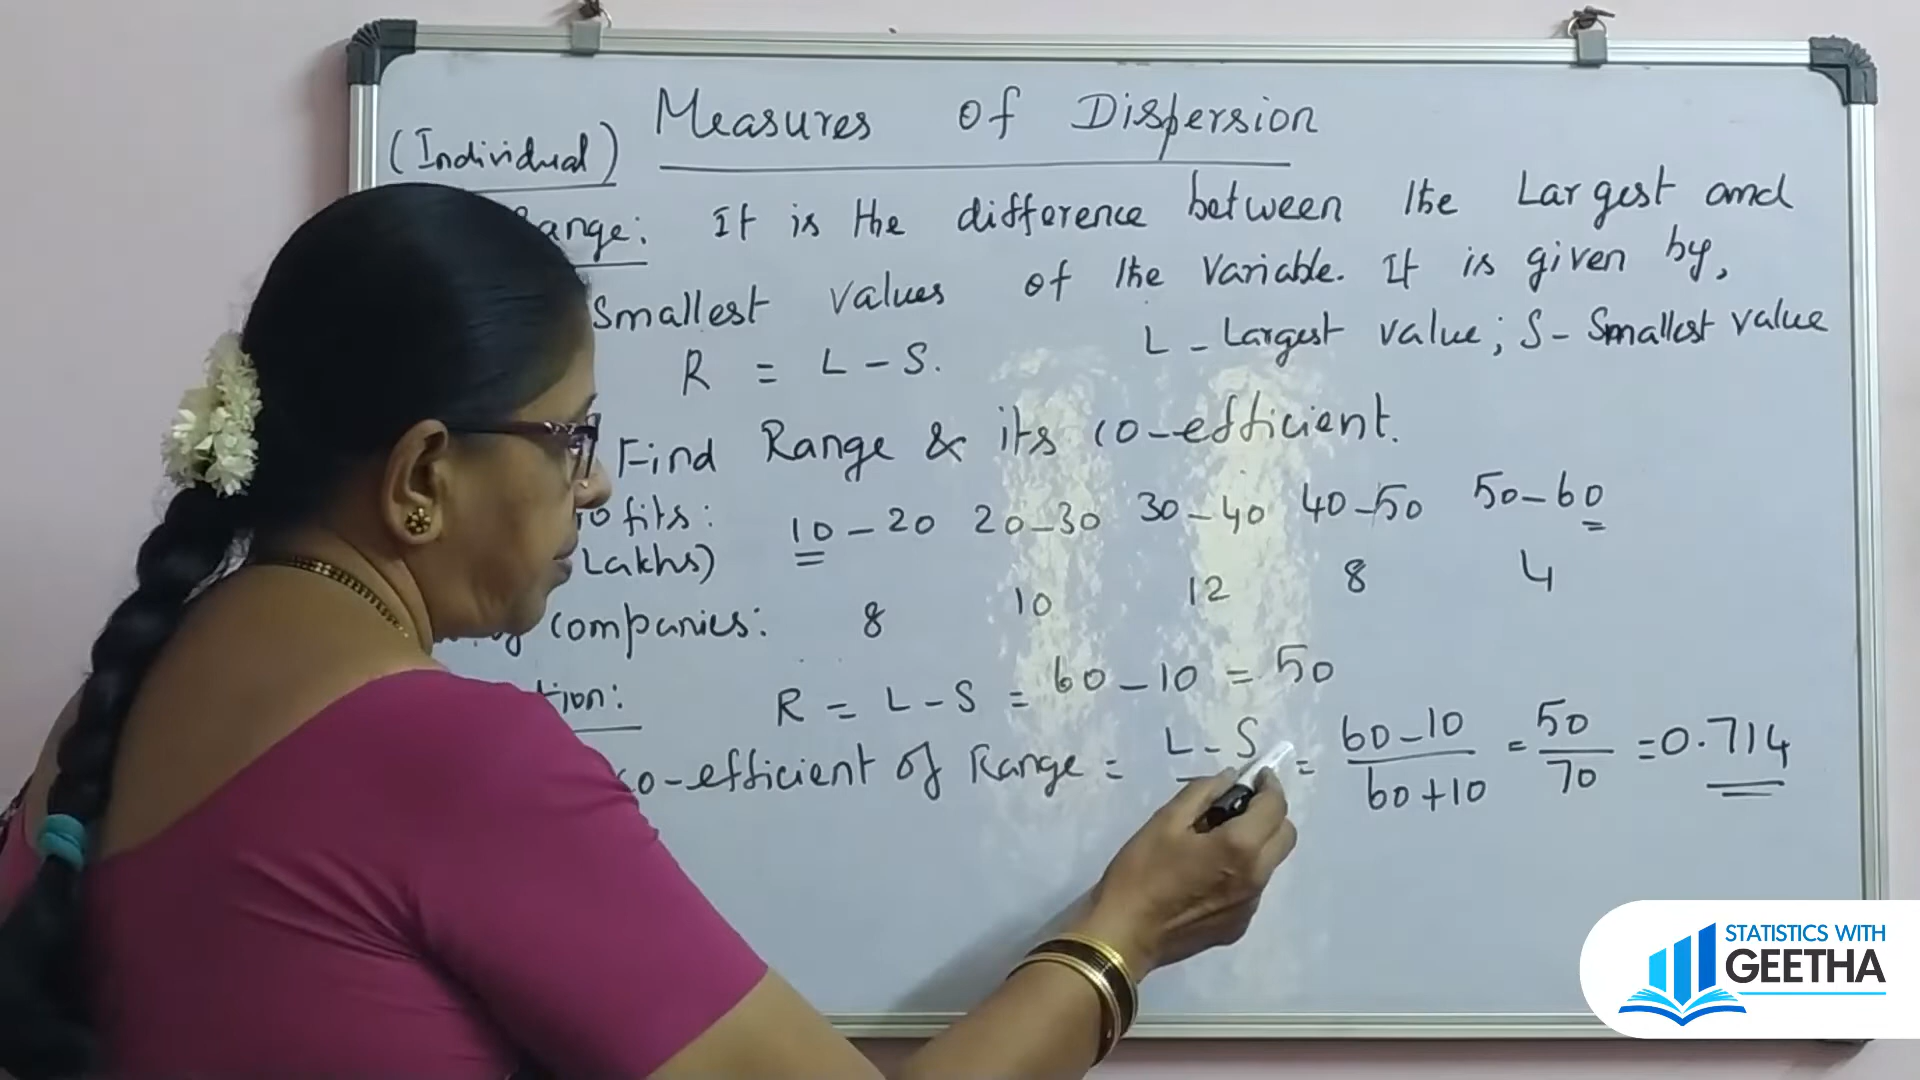 Measures of Dispersion
(Individual)
ange: It is the difference between the Largest and
Smallest values of the variable. It is given by,
R = L - S. L - Largest value; S - Smallest value
Find Range & its co-efficient.
ofits: 10 - 20 20 - 30 30 - 40 40 - 50 50 - 60
Lakhs)
companies: 8 10 12 8 4
tion: R = L - S = 60 - 10 = 50
co-efficient of Range = L - S = 60 - 10 / 60 + 10 = 50 / 70 = 0.714
STATISTICS WITH
GEETHA